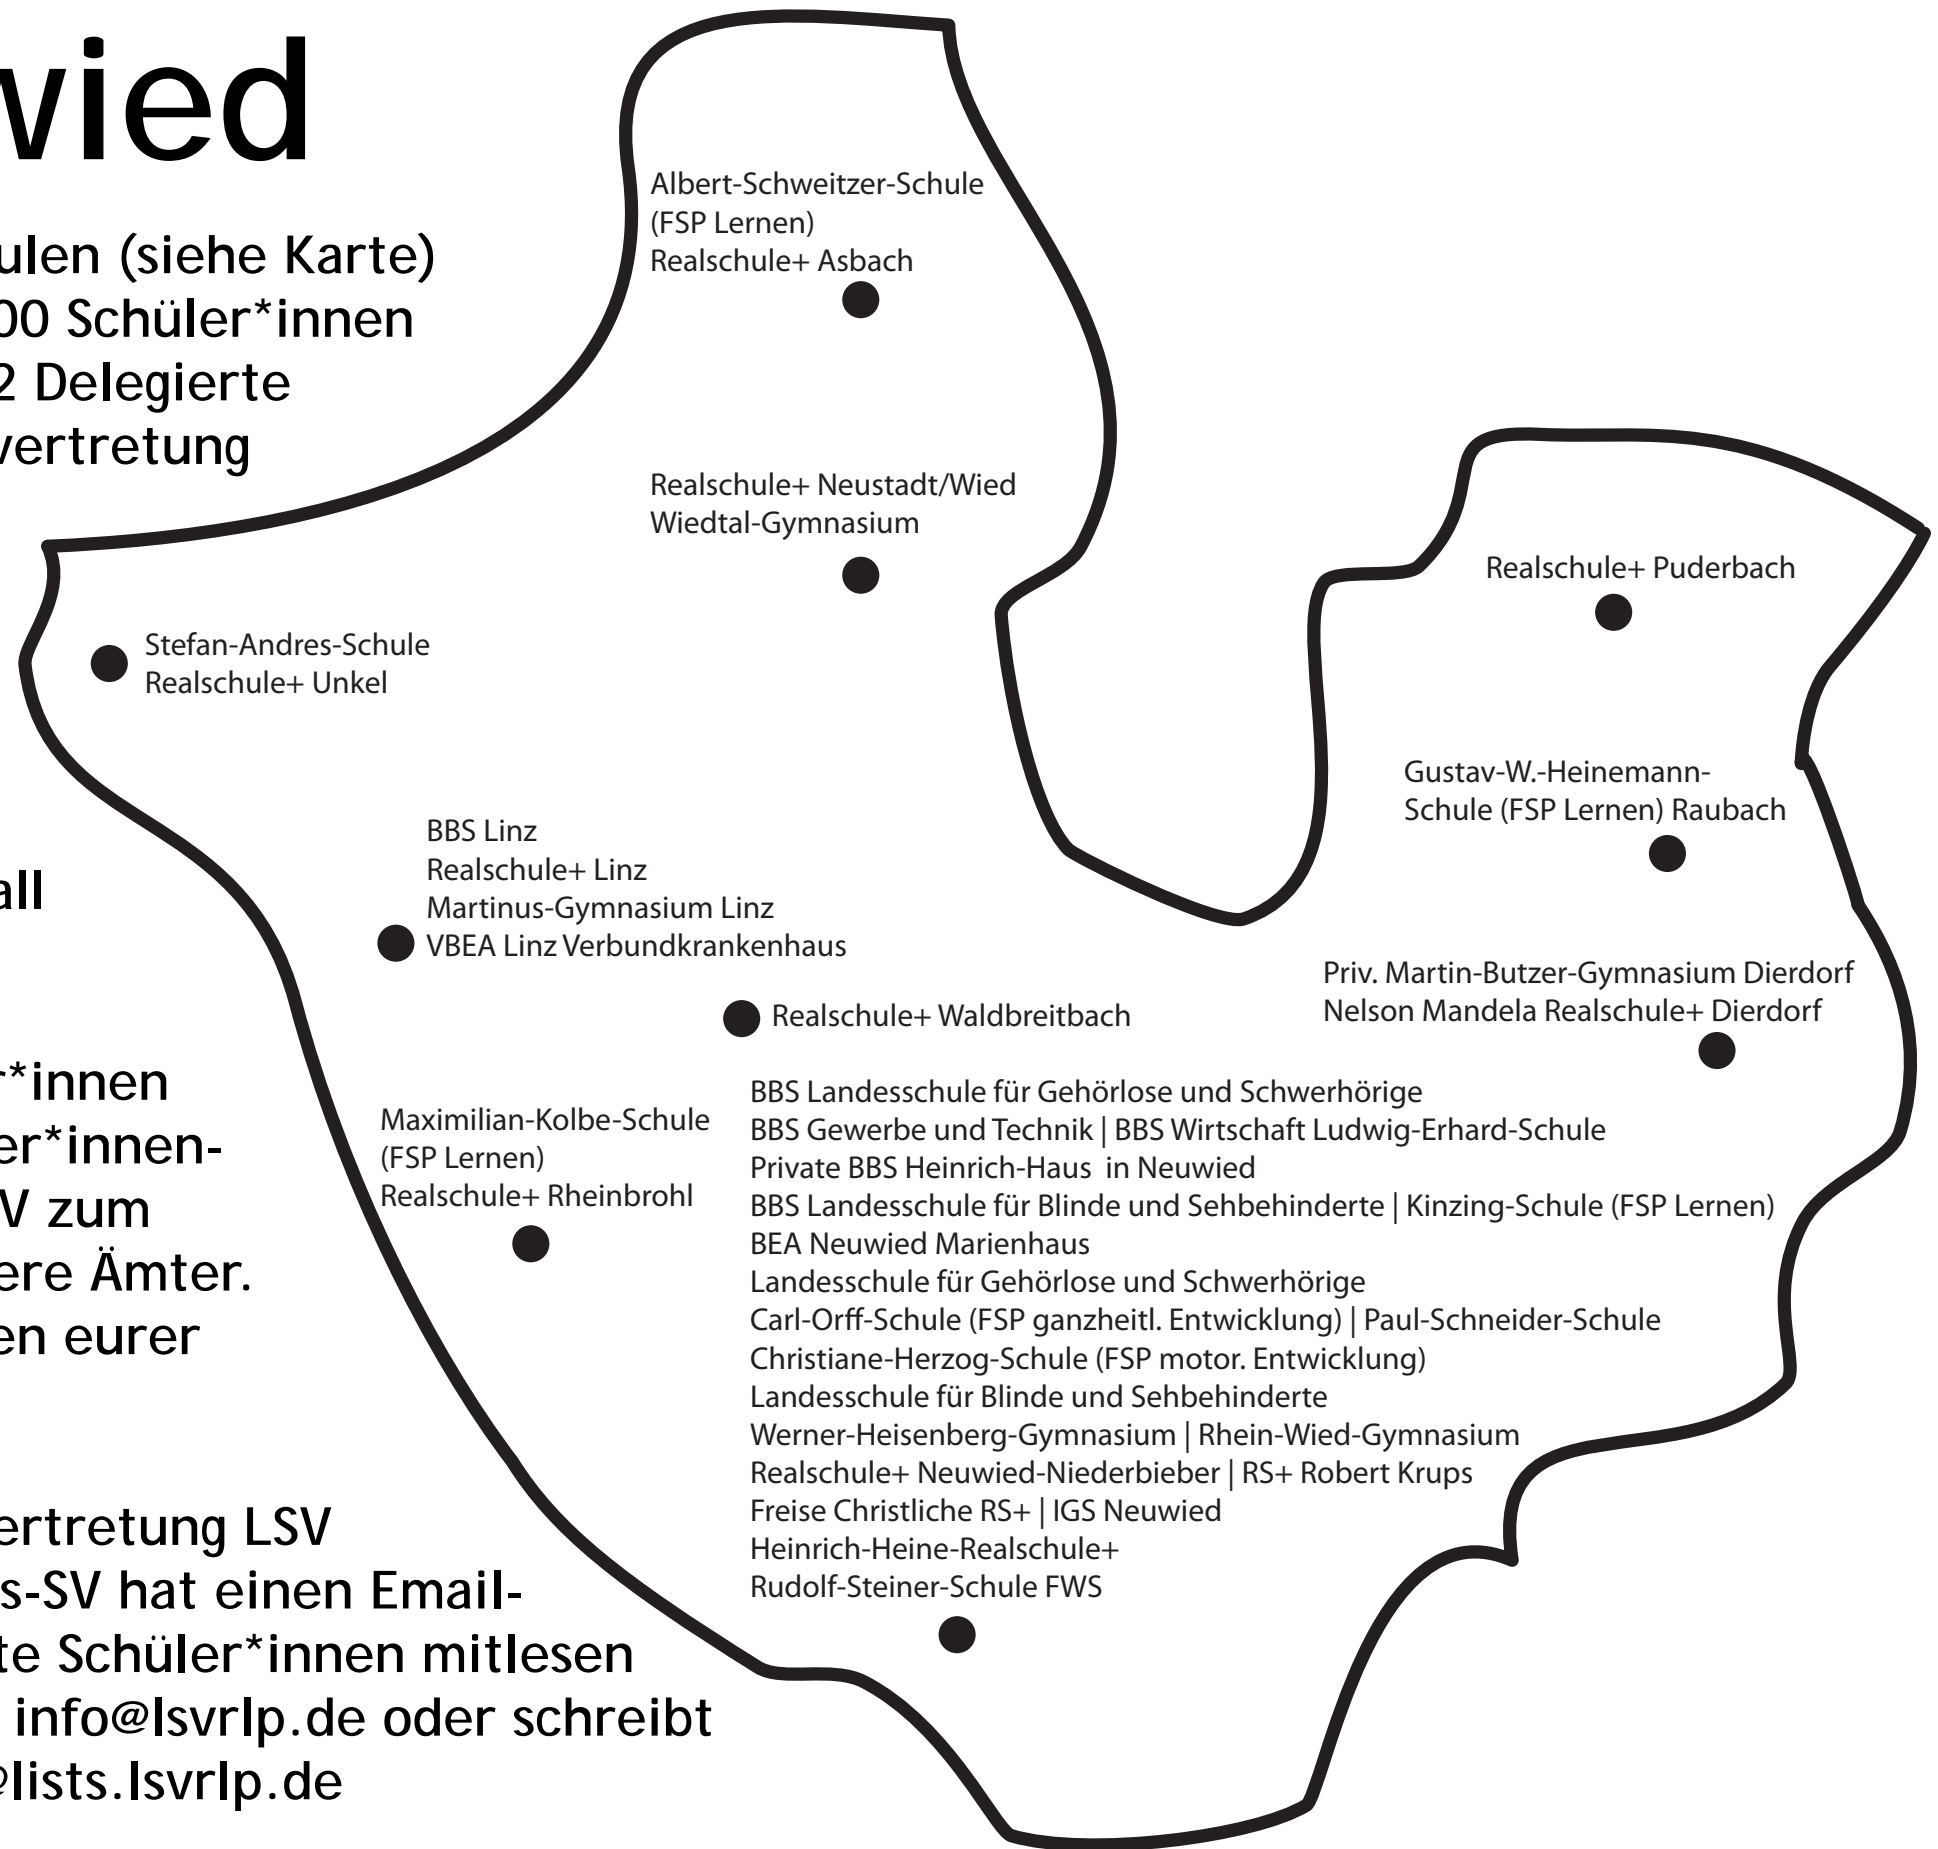 wied
ulen (siehe Karte)
00 Schüler*innen
2 Delegierte
vertretung
all
r*innen
er*innen-
V zum
ere Ämter.
en eurer
ertretung LSV
s-SV hat einen Email-
te Schüler*innen mitlesen
info@lsvrlp.de oder schreibt
@lists.lsvrlp.de
Albert-Schweitzer-Schule
(FSP Lernen)
Realschule+ Asbach
Realschule+ Neustadt/Wied
Wiedtal-Gymnasium
Realschule+ Puderbach
Stefan-Andres-Schule
Realschule+ Unkel
Gustav-W.-Heinemann-
Schule (FSP Lernen) Raubach
BBS Linz
Realschule+ Linz
Martinus-Gymnasium Linz
VBEA Linz Verbundkrankenhaus
Priv. Martin-Butzer-Gymnasium Dierdorf
Nelson Mandela Realschule+ Dierdorf
Realschule+ Waldbreitbach
Maximilian-Kolbe-Schule
(FSP Lernen)
Realschule+ Rheinbrohl
BBS Landesschule für Gehörlose und Schwerhörige
BBS Gewerbe und Technik | BBS Wirtschaft Ludwig-Erhard-Schule
Private BBS Heinrich-Haus in Neuwied
BBS Landesschule für Blinde und Sehbehinderte | Kinzing-Schule (FSP Lernen)
BEA Neuwied Marienhaus
Landesschule für Gehörlose und Schwerhörige
Carl-Orff-Schule (FSP ganzheitl. Entwicklung) | Paul-Schneider-Schule
Christiane-Herzog-Schule (FSP motor. Entwicklung)
Landesschule für Blinde und Sehbehinderte
Werner-Heisenberg-Gymnasium | Rhein-Wied-Gymnasium
Realschule+ Neuwied-Niederbieber | RS+ Robert Krups
Freise Christliche RS+ | IGS Neuwied
Heinrich-Heine-Realschule+
Rudolf-Steiner-Schule FWS